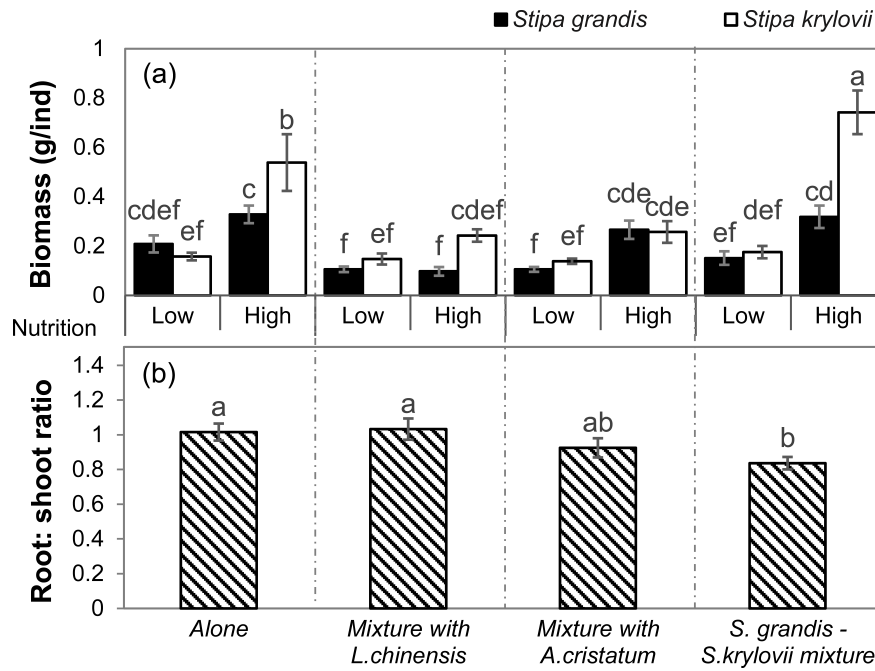 Stipa grandis Stipa krylovii
1
(a)
0.8
0.6
0.4
0.2
0
Biomass (g/ind)
cdef ef c b
f ef f cdef
f ef cde cde
ef def cd a
Nutrition Low High Low High Low High Low High
(b)
1.4
1.2
1
0.8
0.6
0.4
0.2
0
Root: shoot ratio
a a ab b
Alone
Mixture with
L.chinensis
Mixture with
A.cristatum
S. grandis -
S.krylovii mixture